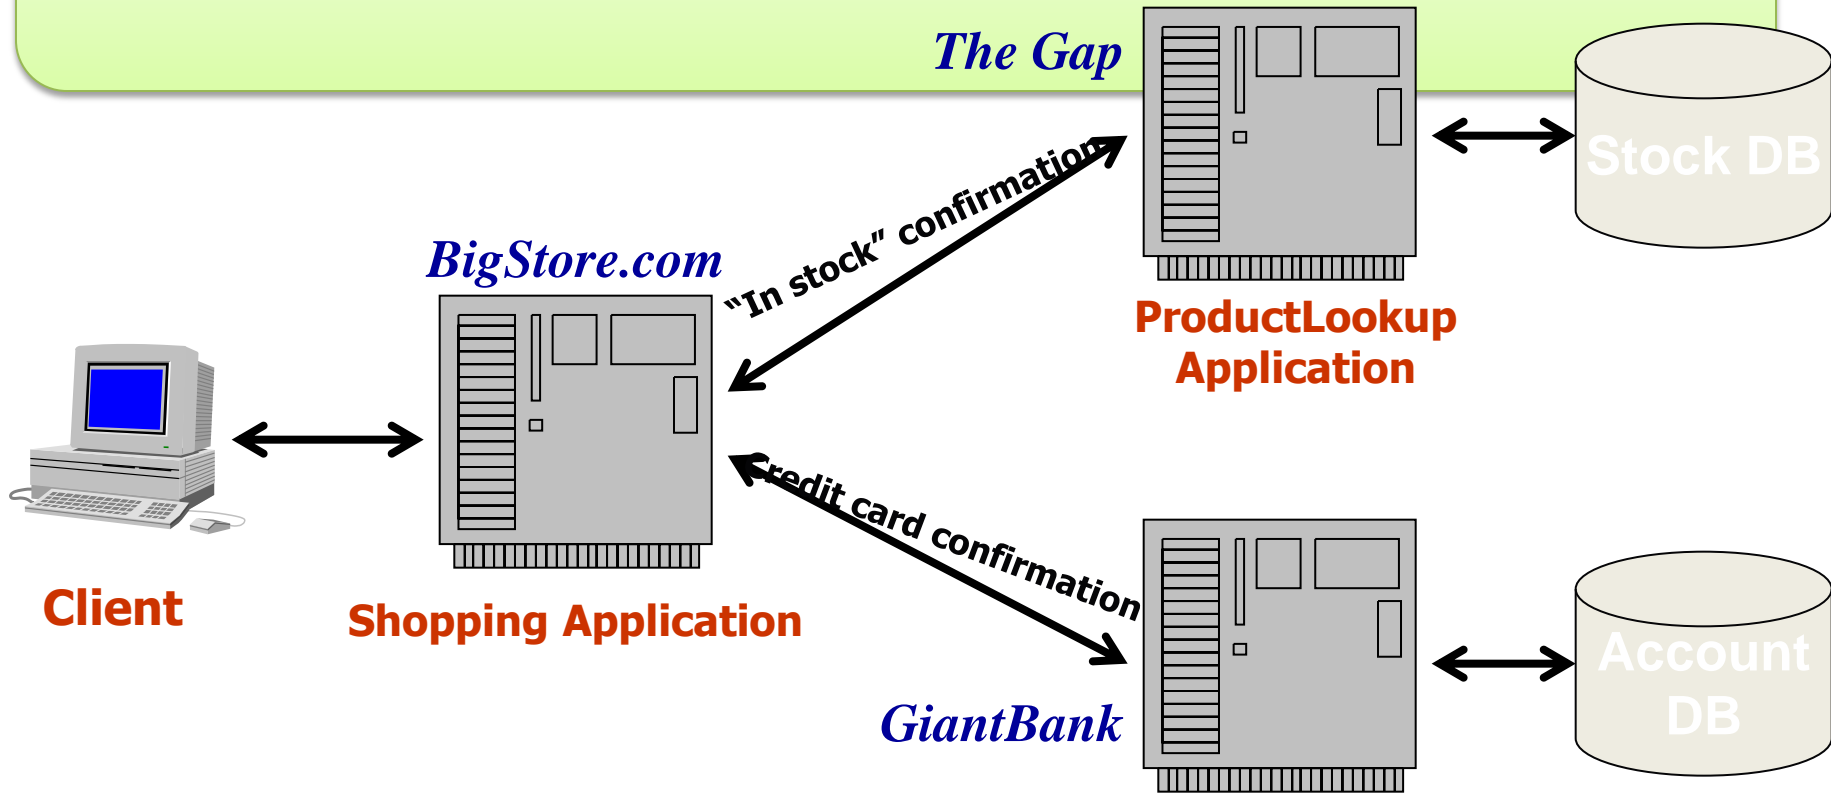 The Gap
Stock DB
"In stock” confirmation
BigStore.com
ProductLookup
Application
Credit card confirmation
Client
Shopping Application
Account
DB
GiantBank